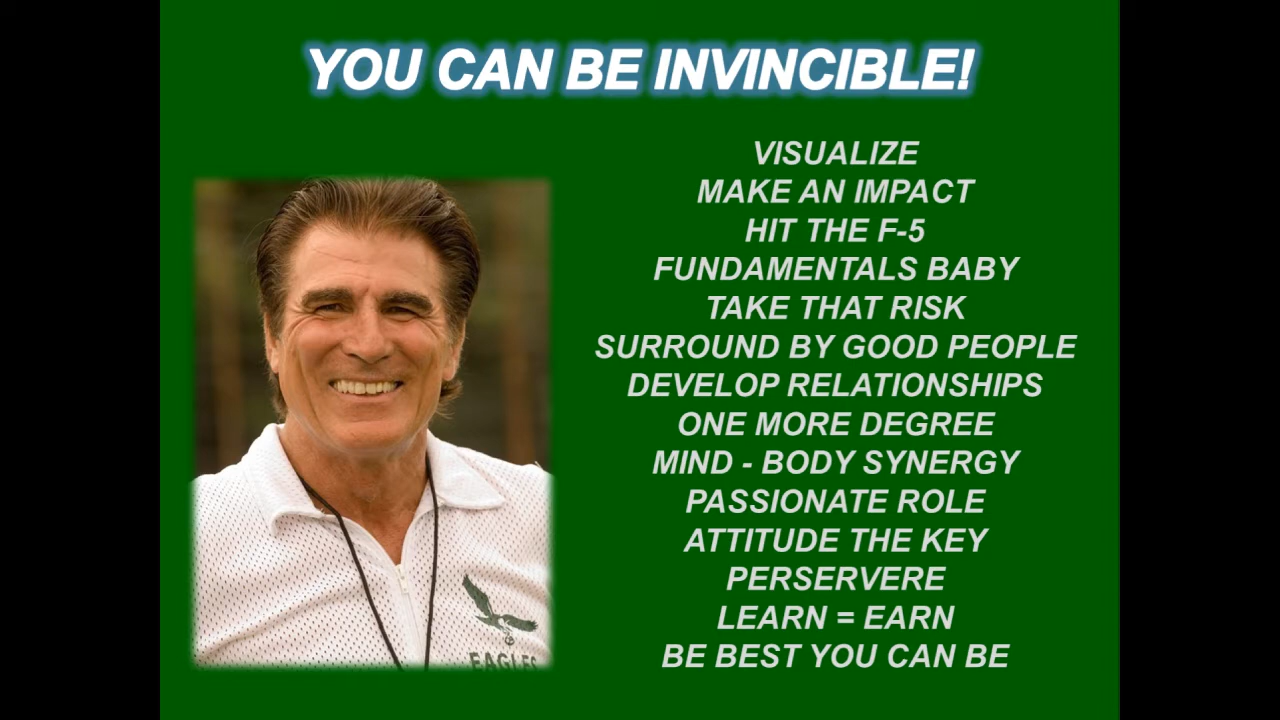 YOU CAN BE INVINCIBLE!
VISUALIZE
MAKE AN IMPACT
HIT THE F-5
FUNDAMENTALS BABY
TAKE THAT RISK
SURROUND BY GOOD PEOPLE
DEVELOP RELATIONSHIPS
ONE MORE DEGREE
MIND - BODY SYNERGY
PASSIONATE ROLE
ATTITUDE THE KEY
PERSERVERE
LEARN = EARN
BE BEST YOU CAN BE
EAGLES